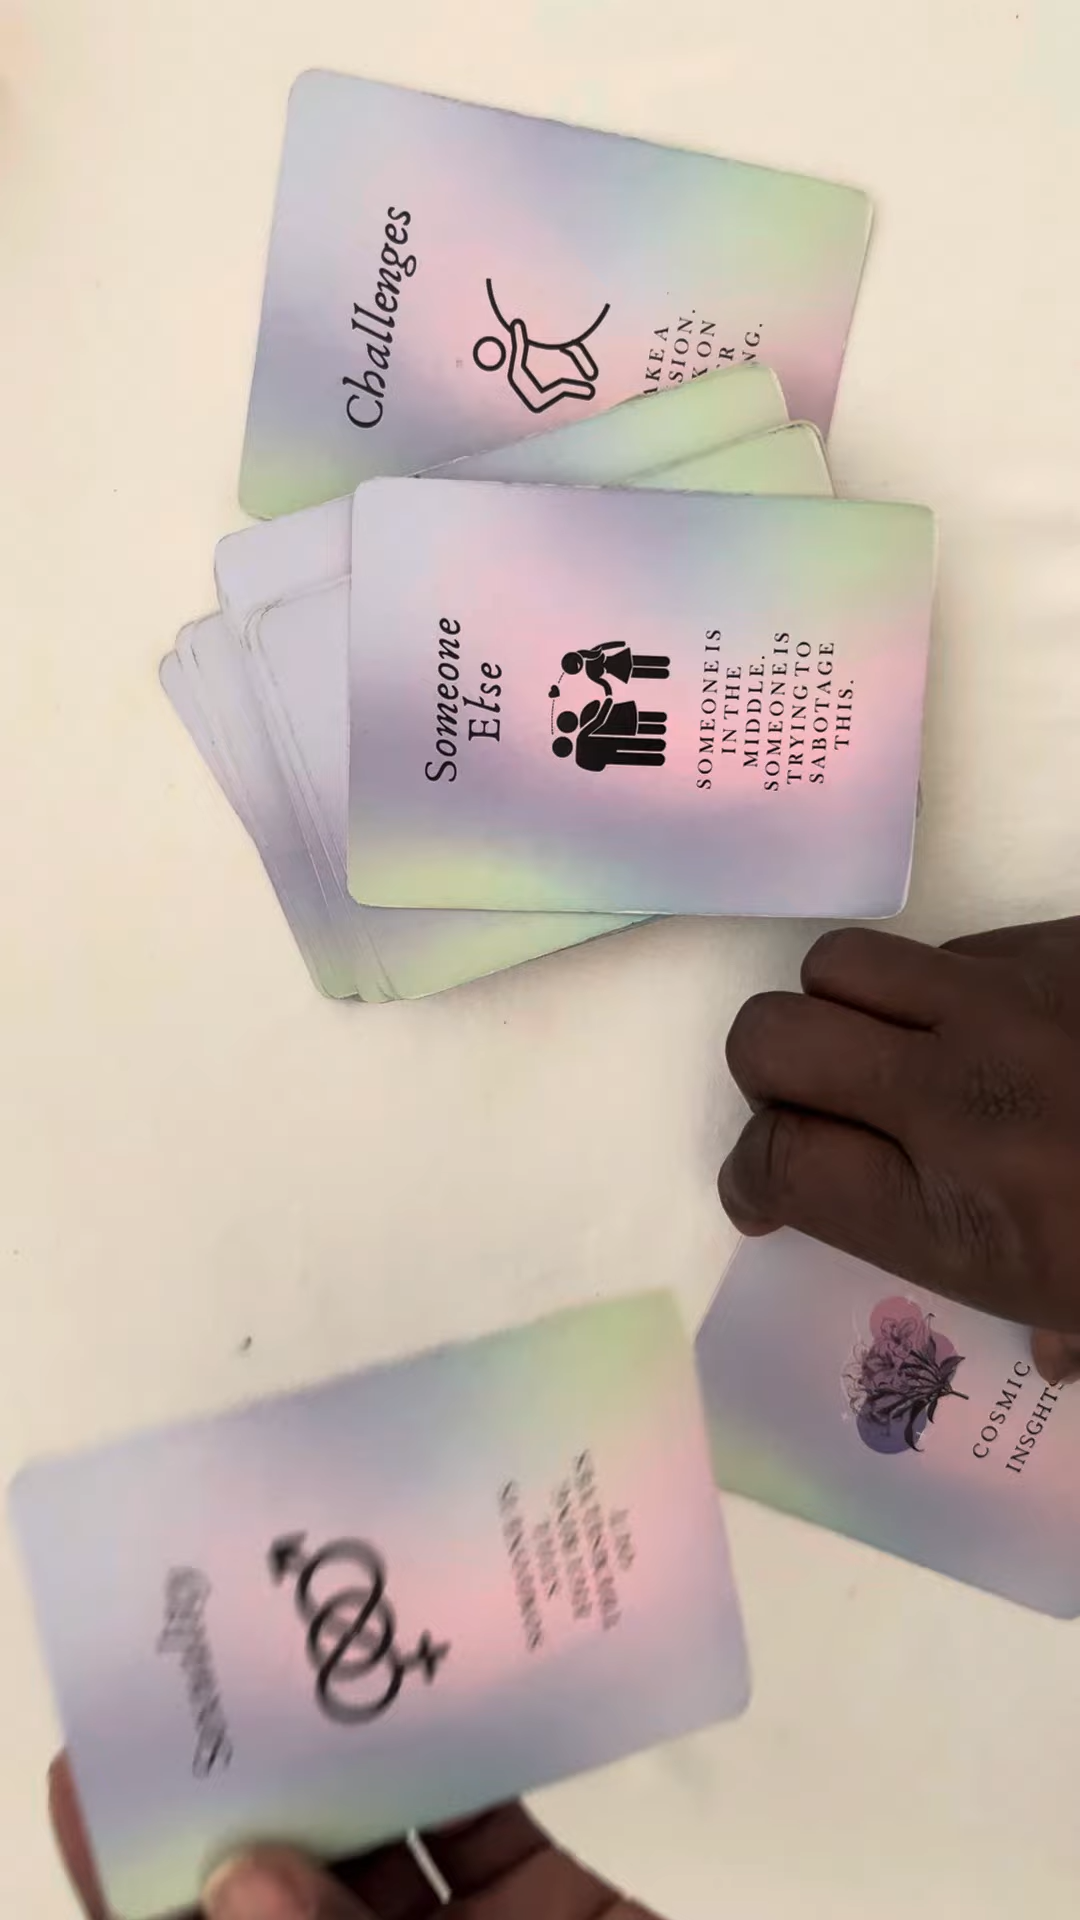 Challenges
AKE A
SION.
K ON
R
NG.
Someone
Else
SOMEONE IS
IN THE
MIDDLE.
SOMEONE IS
TRYING TO
SABOTAGE
THIS.
COSMIC
INSGHTS